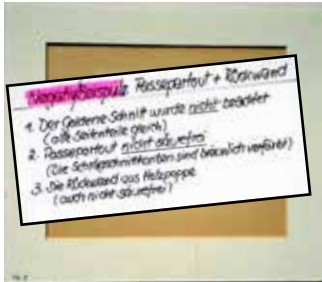 Negativbeispiele Passepartout + Rückwand
1. Der Goldene Schnitt wurde nicht beachtet
(alle Seitenteile gleich)
2. Passepartout nicht säurefrei
(Die Schrägschnittkanten sind bräunlich verfärbt)
3. Die Rückwand aus Holzpappe
(auch nicht säurefrei)